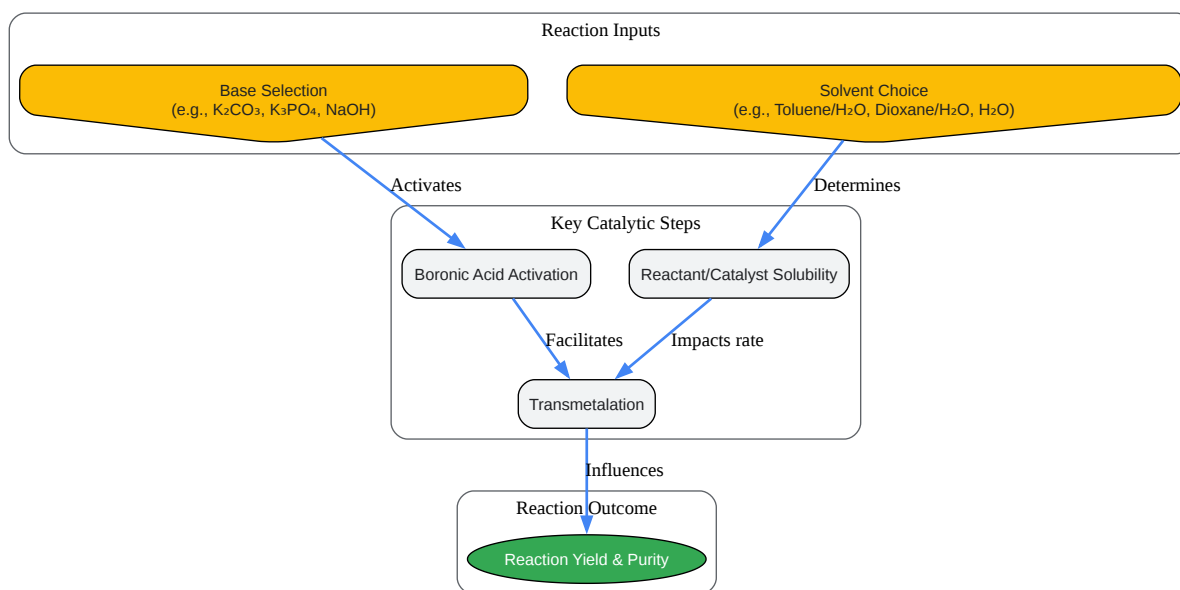 Reaction Inputs
Base Selection
(e.g., K₂CO₃, K₃PO₄, NaOH)
Solvent Choice
(e.g., Toluene/H₂O, Dioxane/H₂O, H₂O)
Activates
Determines
Key Catalytic Steps
Boronic Acid Activation
Reactant/Catalyst Solubility
Facilitates
Impacts rate
Transmetalation
Influences
Reaction Outcome
Reaction Yield & Purity